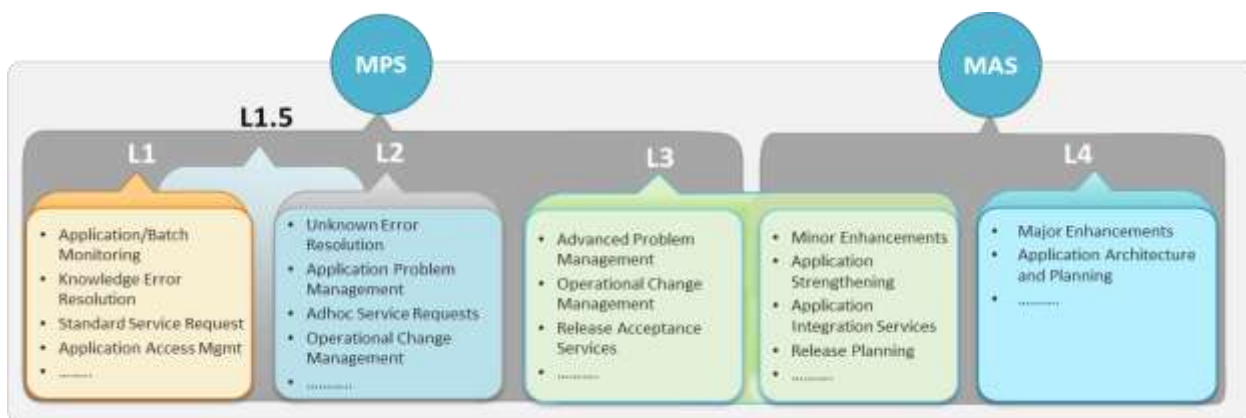 MPS
MAS
L1.5
L1
L2
L3
L4
• Application/Batch
Monitoring
• Knowledge Error
Resolution
• Standard Service Request
• Application Access Mgmt
• ........
• Unknown Error
Resolution
• Application Problem
Management
• Adhoc Service Requests
• Operational Change
Management
• ...........
• Advanced Problem
Management
• Operational Change
Management
• Release Acceptance
Services
• ..........
• Minor Enhancements
• Application
Strengthening
• Application
Integration Services
• Release Planning
• ..........
• Major Enhancements
• Application Architecture
and Planning
• ..........